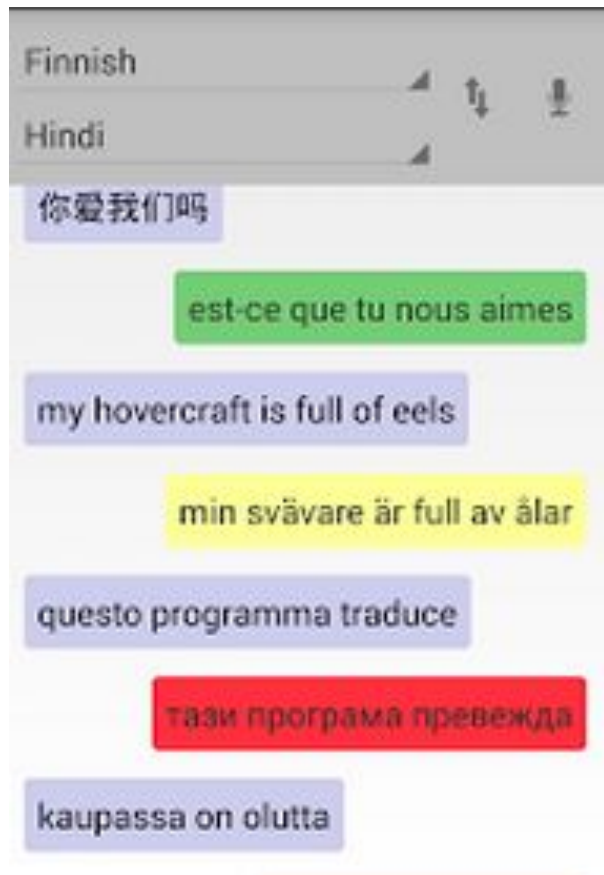 Finnish
Hindi
你爱我们吗
est-ce que tu nous aimes
my hovercraft is full of eels
min svävare är full av ålar
questo programma traduce
тази програма превежда
kaupassa on olutta